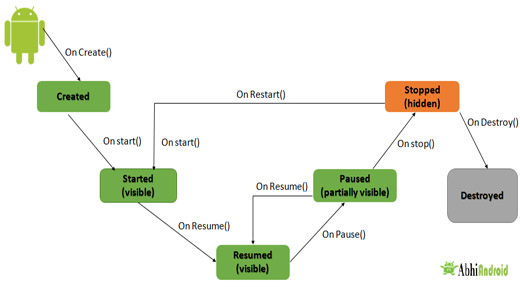 On Create()
Created
Stopped
(hidden)
On Restart()
On Destroy()
On start()
On start()
On stop()
Started
(visible)
Paused
(partially visible)
On Resume()
Destroyed
On Resume()
On Pause()
Resumed
(visible)
AbhiAndroid